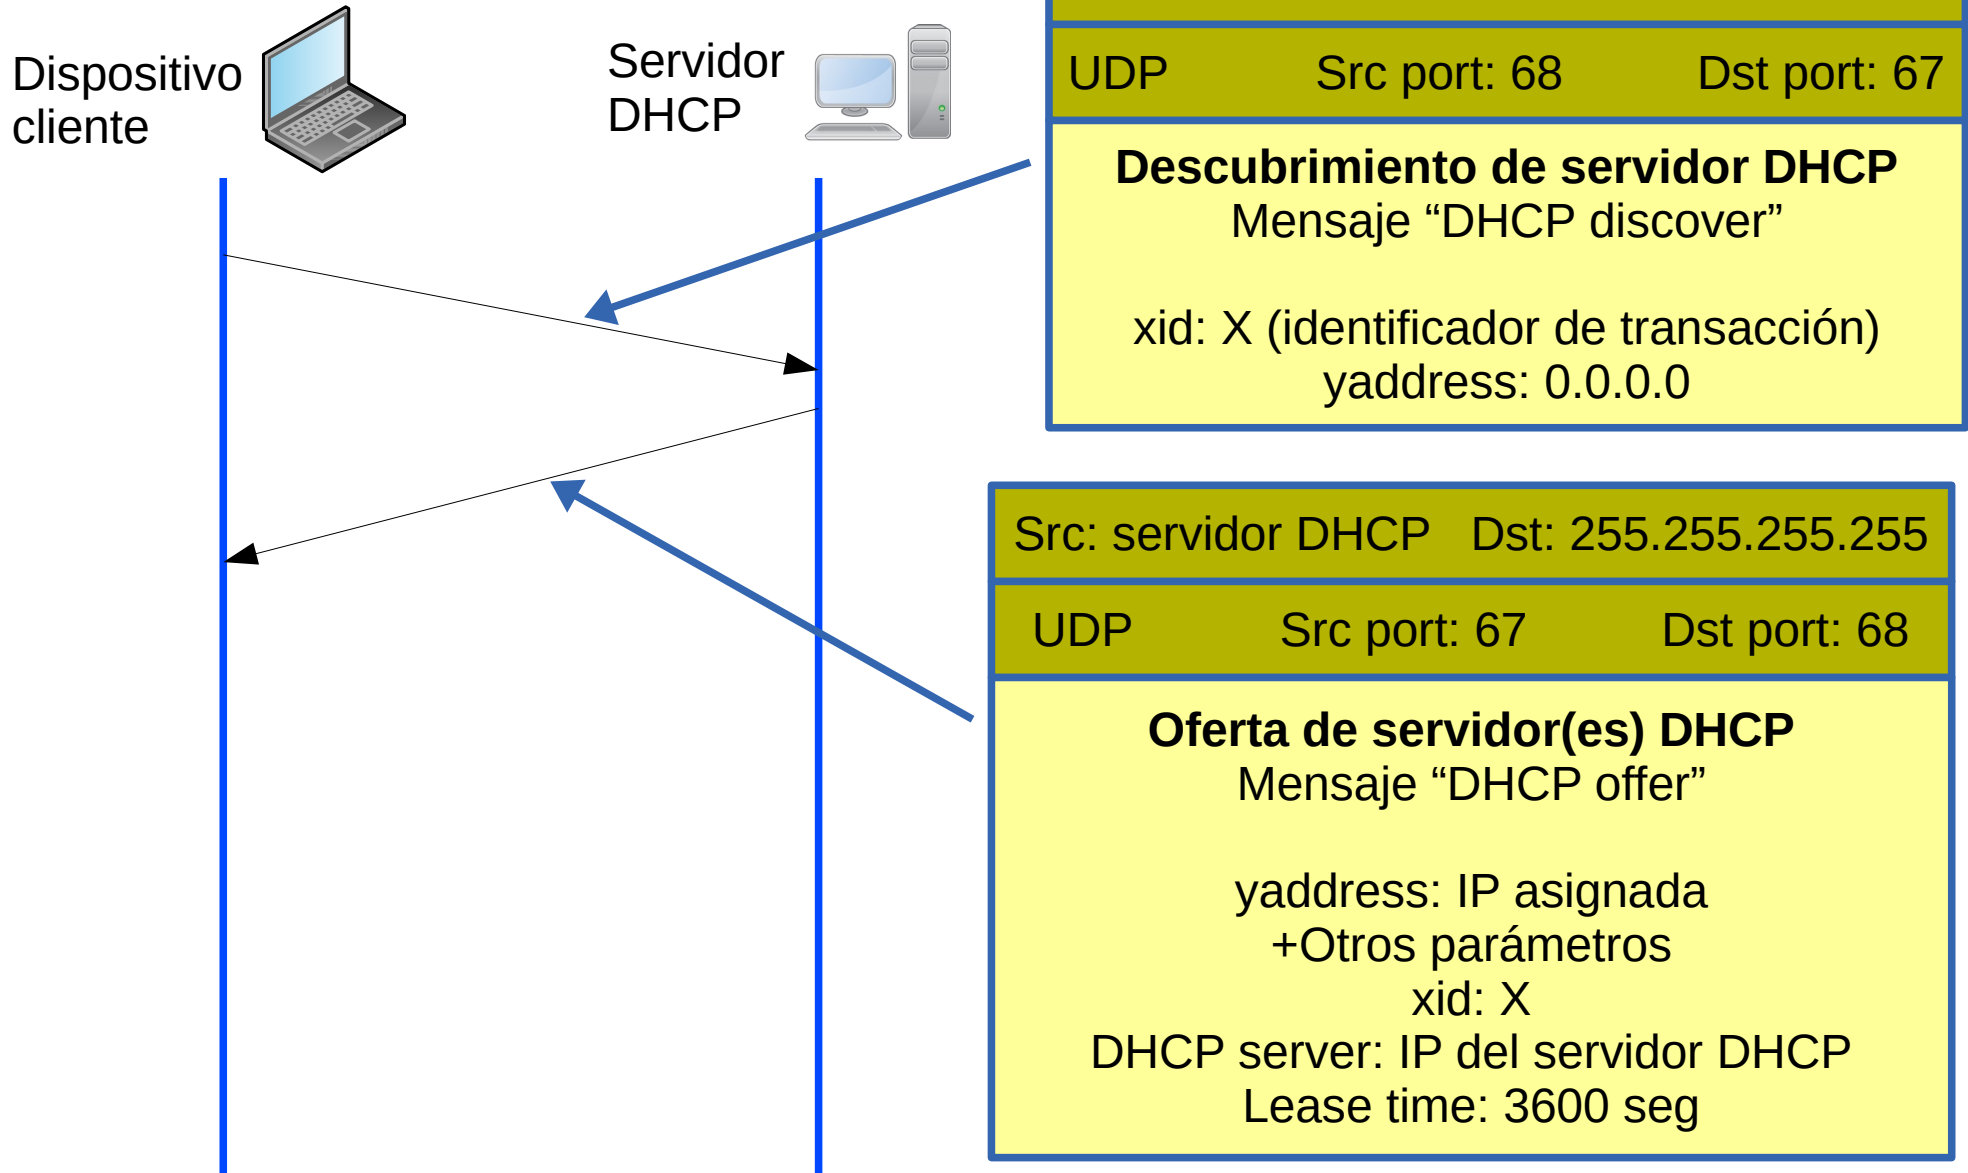 Dispositivo
cliente
Servidor
DHCP
UDP Src port: 68 Dst port: 67
Descubrimiento de servidor DHCP
Mensaje “DHCP discover”
xid: X (identificador de transacción)
yaddress: 0.0.0.0
Src: servidor DHCP Dst: 255.255.255.255
UDP Src port: 67 Dst port: 68
Oferta de servidor(es) DHCP
Mensaje “DHCP offer”
yaddress: IP asignada
+Otros parámetros
xid: X
DHCP server: IP del servidor DHCP
Lease time: 3600 seg